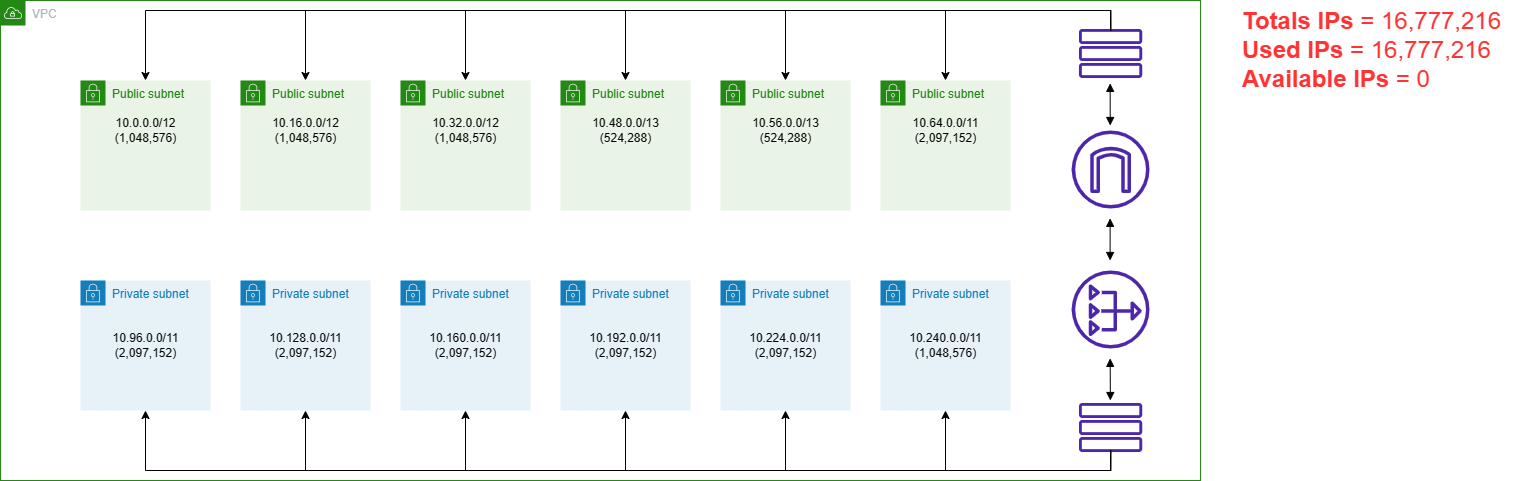 VPC
Totals IPs = 16,777,216
Used IPs = 16,777,216
Available IPs = 0
Public subnet
10.0.0.0/12
(1,048,576)
Public subnet
10.16.0.0/12
(1,048,576)
Public subnet
10.32.0.0/12
(1,048,576)
Public subnet
10.48.0.0/13
(524,288)
Public subnet
10.56.0.0/13
(524,288)
Public subnet
10.64.0.0/11
(2,097,152)
Private subnet
10.96.0.0/11
(2,097,152)
Private subnet
10.128.0.0/11
(2,097,152)
Private subnet
10.160.0.0/11
(2,097,152)
Private subnet
10.192.0.0/11
(2,097,152)
Private subnet
10.224.0.0/11
(2,097,152)
Private subnet
10.240.0.0/11
(1,048,576)